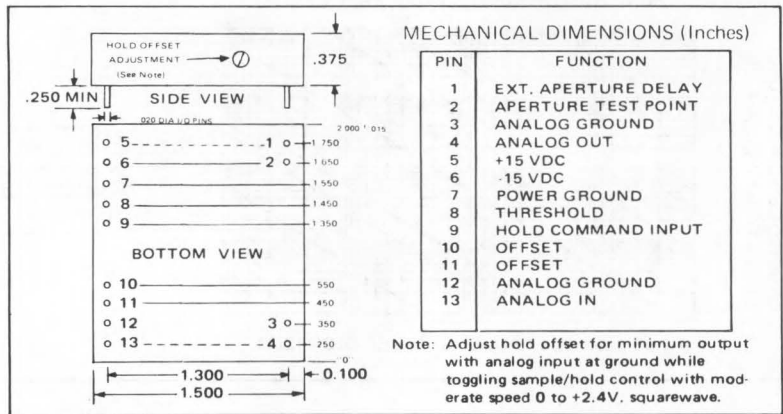 MECHANICAL DIMENSIONS (Inches)
HOLD OFFSET
ADJUSTMENT
(See Note)
.375
.250 MIN
SIDE VIEW
.020 DIA I/O PINS
2.000 ± .015
5 1 1.750
6 2 1.650
7 1.550
8 1.450
9 1.350
BOTTOM VIEW
10 .550
11 .450
12 3 .350
13 4 .250
0
1.300 0.100
1.500
PIN FUNCTION
1 EXT. APERTURE DELAY
2 APERTURE TEST POINT
3 ANALOG GROUND
4 ANALOG OUT
5 +15 VDC
6 -15 VDC
7 POWER GROUND
8 THRESHOLD
9 HOLD COMMAND INPUT
10 OFFSET
11 OFFSET
12 ANALOG GROUND
13 ANALOG IN
Note: Adjust hold offset for minimum output
with analog input at ground while
toggling sample/hold control with mod-
erate speed 0 to +2.4V. squarewave.